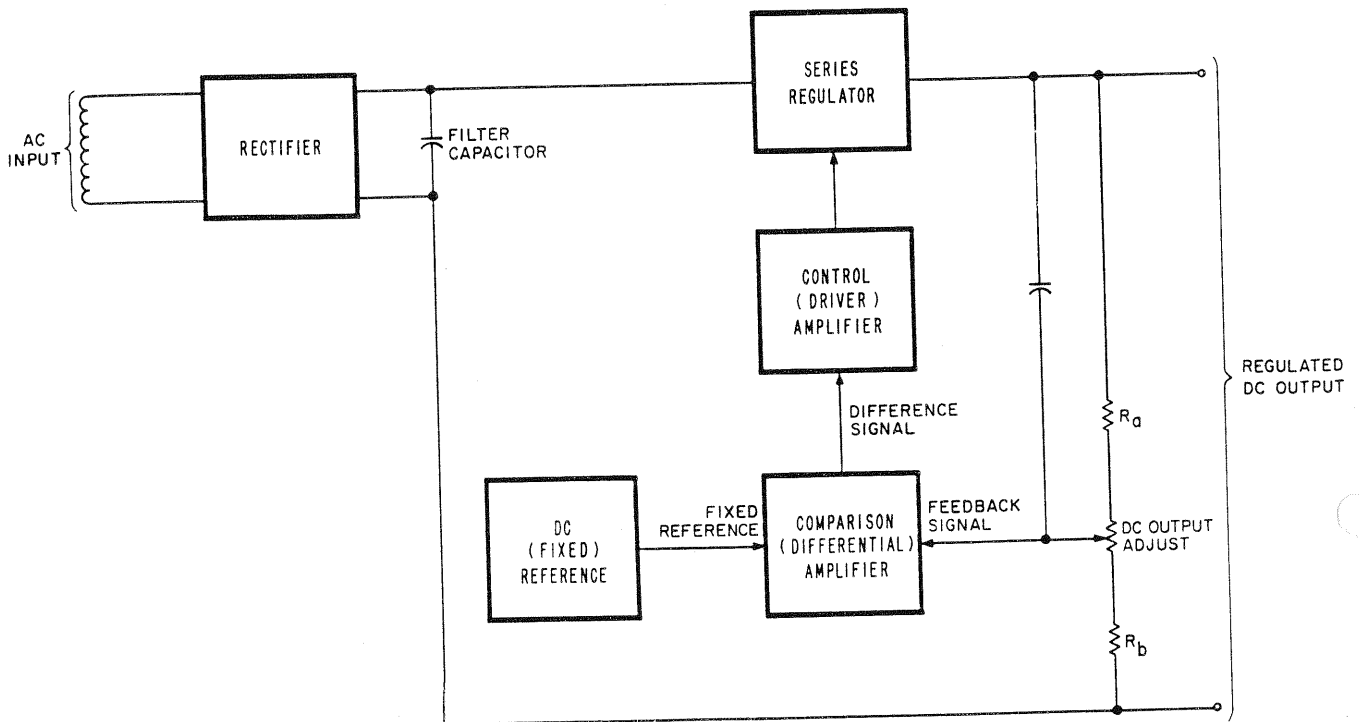 AC
INPUT
RECTIFIER
FILTER
CAPACITOR
SERIES
REGULATOR
CONTROL
(DRIVER)
AMPLIFIER
DIFFERENCE
SIGNAL
DC
(FIXED)
REFERENCE
FIXED
REFERENCE
COMPARISON
(DIFFERENTIAL)
AMPLIFIER
FEEDBACK
SIGNAL
Ra
DC OUTPUT
ADJUST
Rb
REGULATED
DC OUTPUT